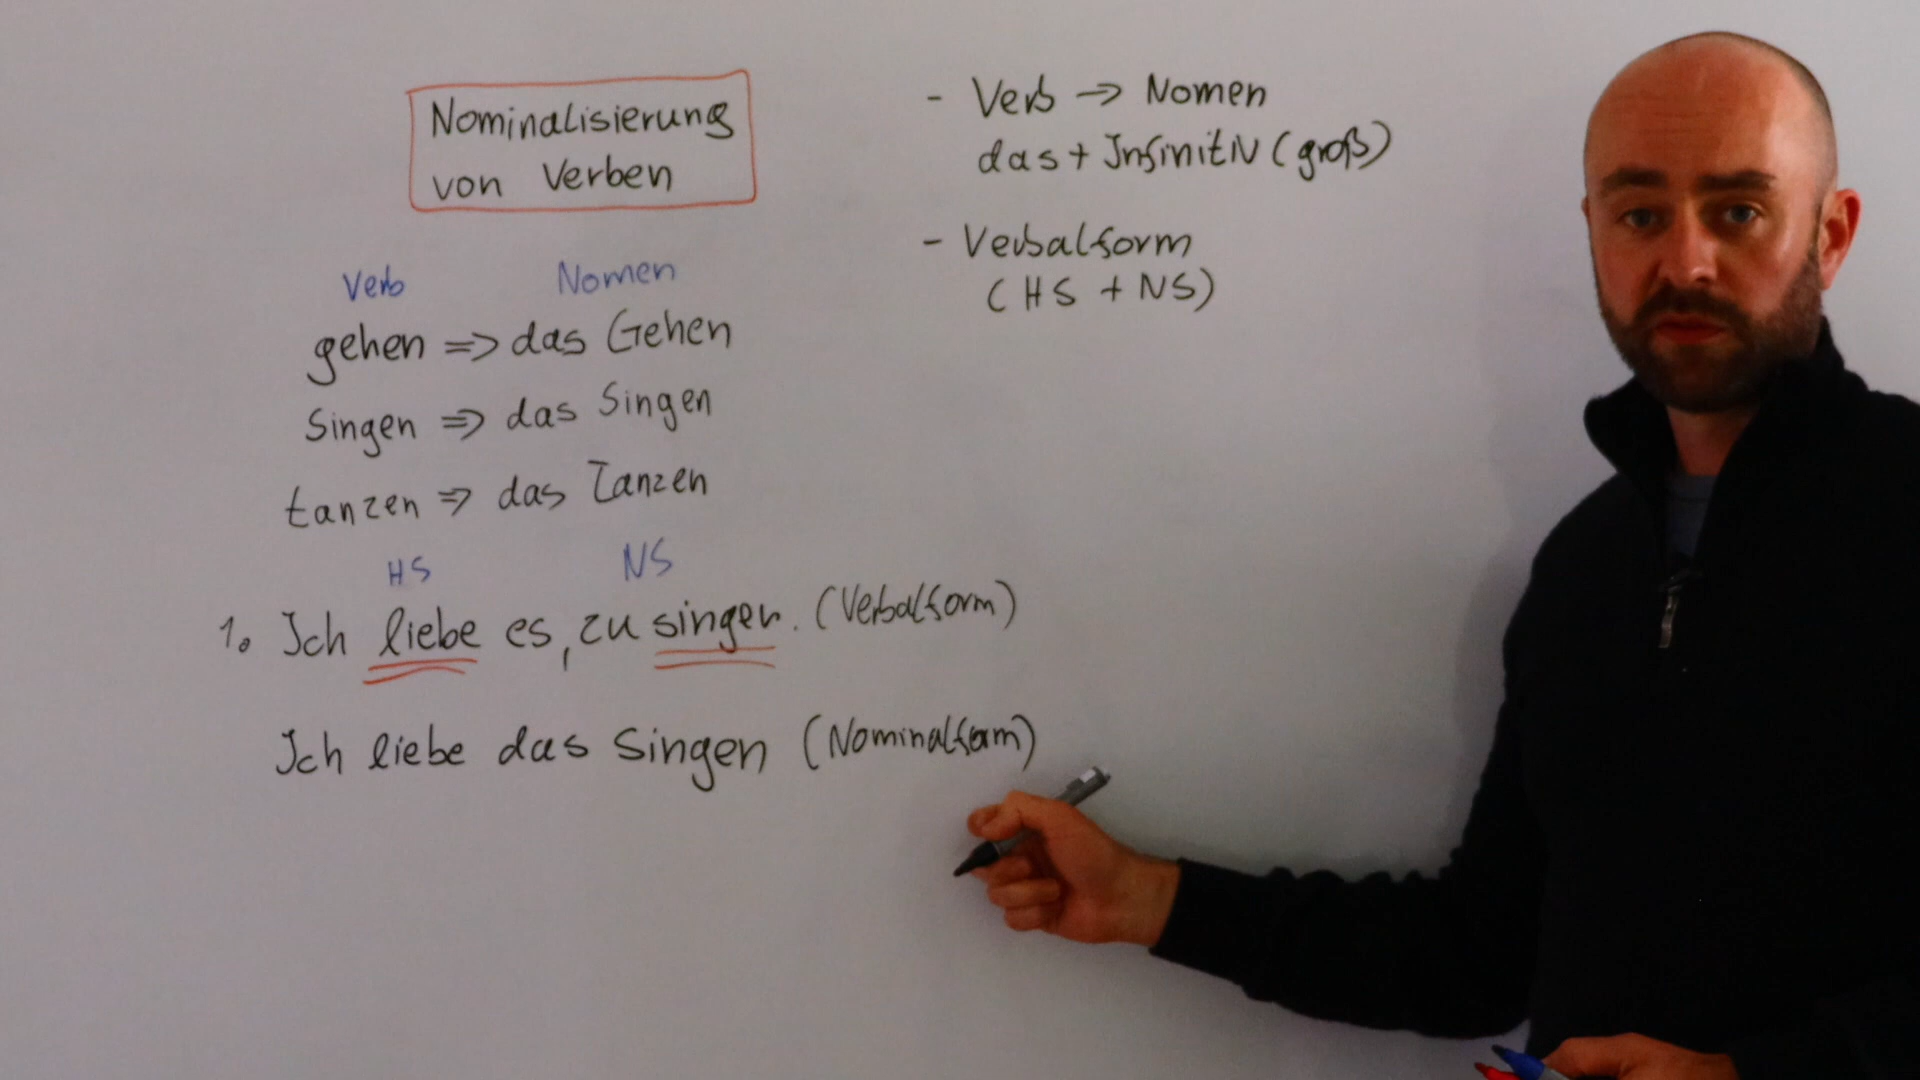 Nominalisierung
von Verben
Verb Nomen
gehen => das Gehen
Singen => das Singen
tanzen => das Tanzen
HS NS
1. Ich liebe es, zu singen. (Verbalform)
Ich liebe das Singen (Nominalform)
- Verb -> Nomen
das + Infinitiv (groß)
- Verbalform
(HS + NS)